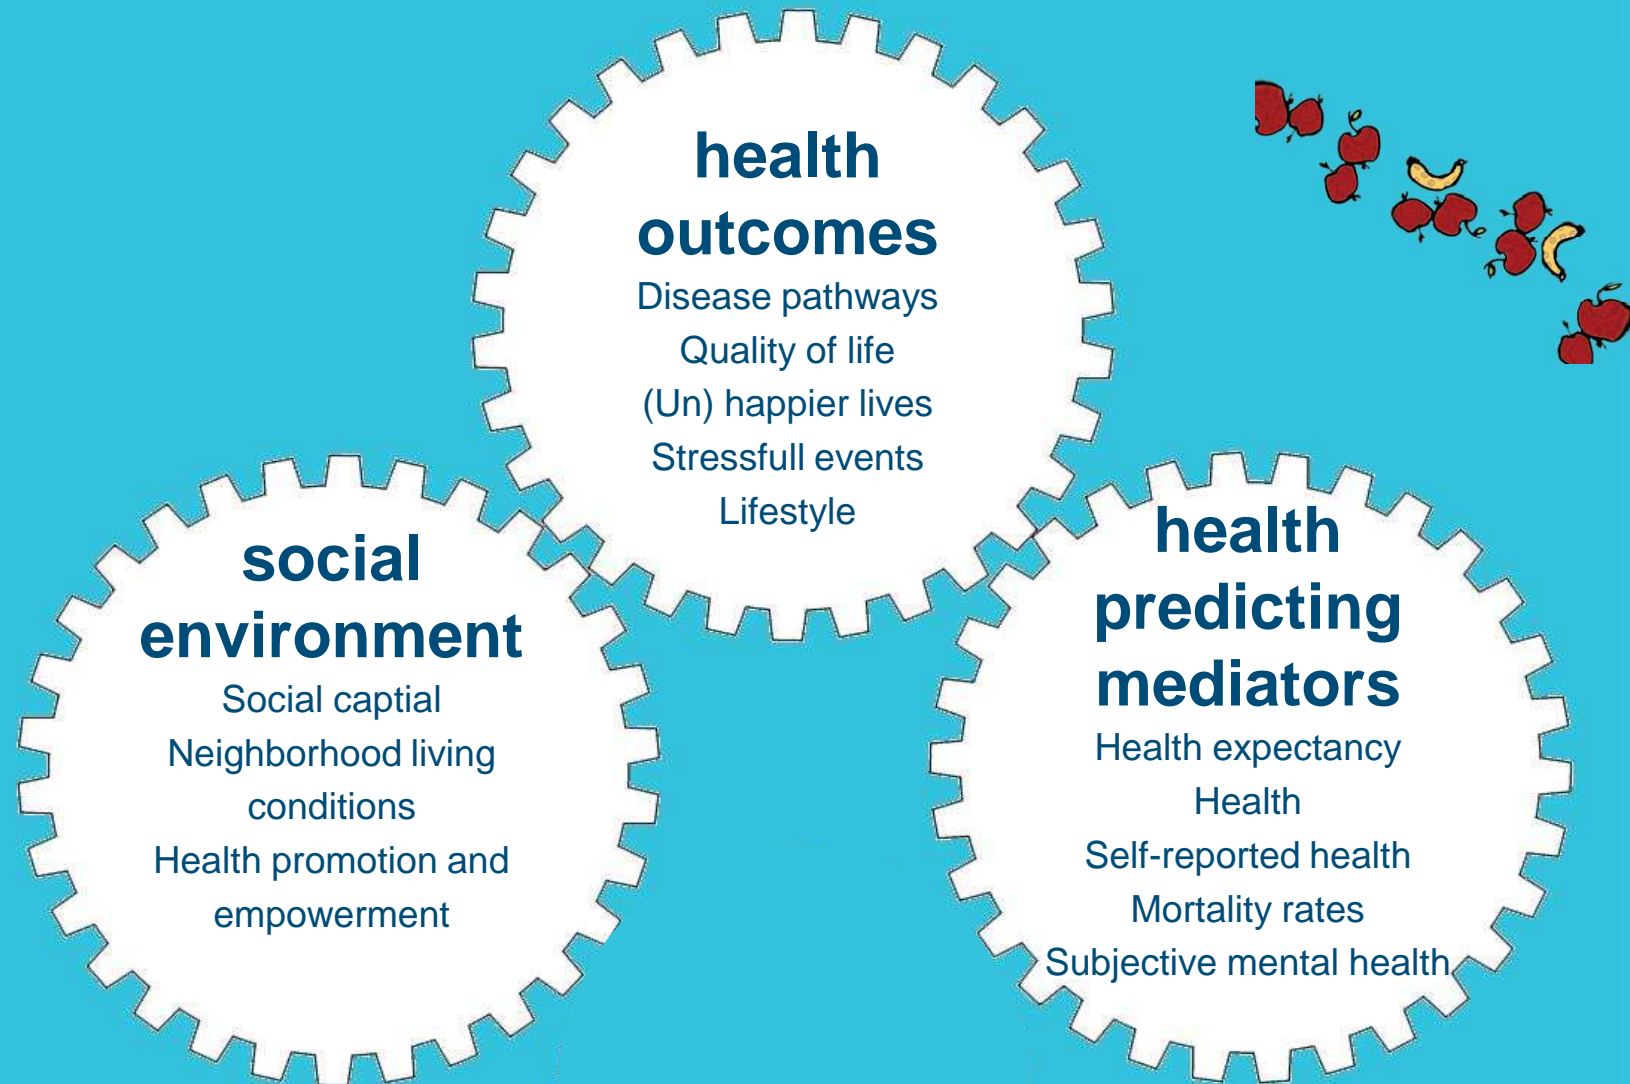 health
outcomes
Disease pathways
Quality of life
(Un) happier lives
Stressfull events
Lifestyle
social
environment
Social captial
Neighborhood living
conditions
Health promotion and
empowerment
health
predicting
mediators
Health expectancy
Health
Self-reported health
Mortality rates
Subjective mental health